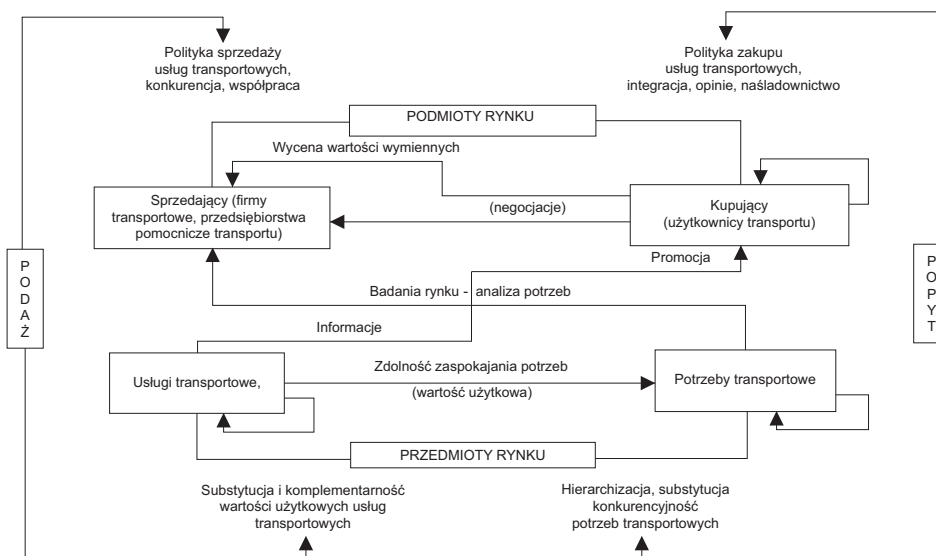 Polityka sprzedaży
usług transportowych,
konkurencja, współpraca
Polityka zakupu
usług transportowych,
integracja, opinie, naśladownictwo
PODMIOTY RYNKU
Wycena wartości wymiennych
Sprzedający (firmy
transportowe, przedsiębiorstwa
pomocnicze transportu)
(negocjacje)
Kupujący
(użytkownicy transportu)
Promocja
PODAŻ
POPYT
Badania rynku - analiza potrzeb
Informacje
Usługi transportowe,
Zdolność zaspokajania potrzeb
(wartość użytkowa)
Potrzeby transportowe
PRZEDMIOTY RYNKU
Substytucja i komplementarność
wartości użytkowych usług
transportowych
Hierarchizacja, substytucja
konkurencyjność
potrzeb transportowych